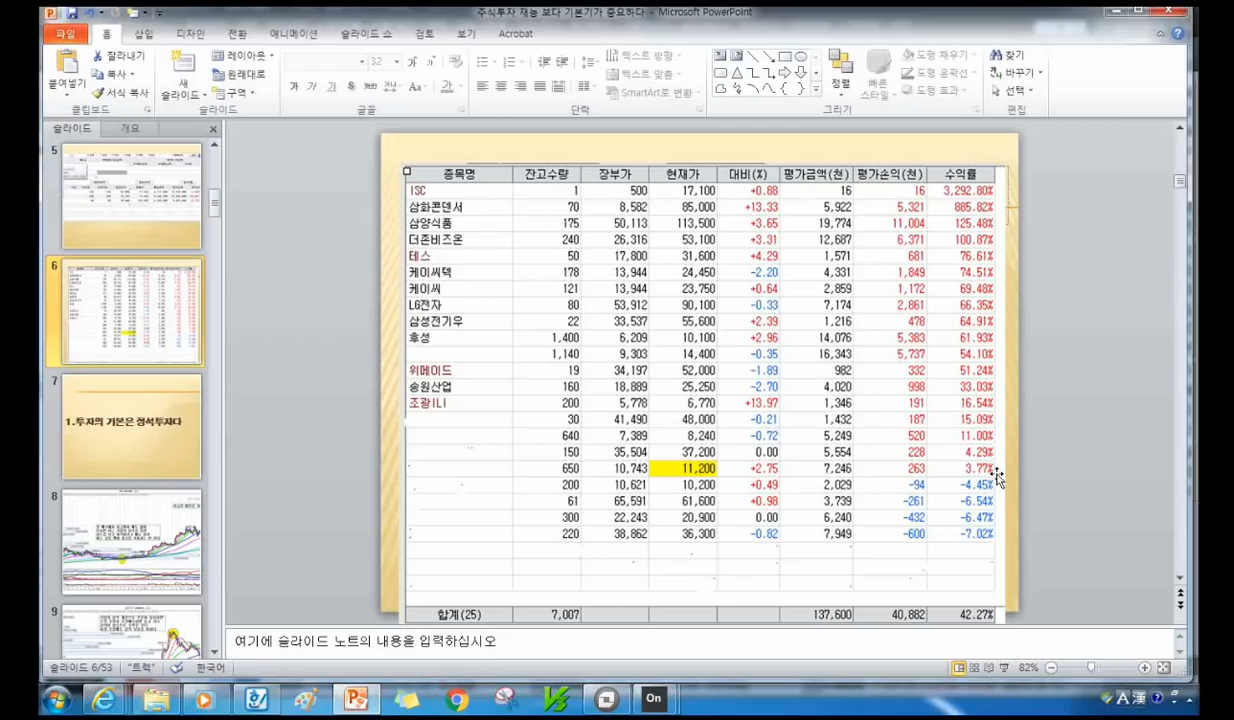 주식투자 재능 보다 기본기가 중요하다 - Microsoft PowerPoint
파일 홈 삽입 디자인 전환 애니메이션 슬라이드 쇼 검토 보기 Acrobat
붙여넣기 잘라내기 복사 서식 복사 클립보드
새 슬라이드 레이아웃 원래대로 구역 슬라이드
32 가 가 가 글꼴
텍스트 방향 텍스트 맞춤 SmartArt로 변환 단락
정렬 빠른 스타일 도형 채우기 도형 윤곽선 도형 효과 그리기
찾기 바꾸기 선택 편집
슬라이드 개요
5
6
7
1.투자의 기본은 정석투자다
8
9
종목명 잔고수량 장부가 현재가 대비(%) 평가금액(천) 평가손익(천) 수익률
ISC 1 500 17,100 +0.88 16 16 3,292.80%
삼화콘덴서 70 8,582 85,000 +13.33 5,922 5,321 885.82%
삼양식품 175 50,113 113,500 +3.65 19,774 11,004 125.48%
더존비즈온 240 26,316 53,100 +3.31 12,687 6,371 100.87%
테스 50 17,800 31,600 +4.29 1,571 681 76.61%
케이씨텍 178 13,944 24,450 -2.20 4,331 1,849 74.51%
케이씨 121 13,944 23,750 +0.64 2,859 1,172 69.48%
LG전자 80 53,912 90,100 -0.33 7,174 2,861 66.35%
삼성전기우 22 33,537 55,600 +2.39 1,216 478 64.91%
후성 1,400 6,209 10,100 +2.96 14,076 5,383 61.93%
1,140 9,303 14,400 -0.35 16,343 5,737 54.10%
위메이드 19 34,197 52,000 -1.89 982 332 51.24%
송원산업 160 18,889 25,250 -2.70 4,020 998 33.03%
조광ILI 200 5,778 6,770 +13.97 1,346 191 16.54%
30 41,490 48,000 -0.21 1,432 187 15.09%
640 7,389 8,240 -0.72 5,249 520 11.00%
150 35,504 37,200 0.00 5,554 228 4.29%
650 10,743 11,200 +2.75 7,246 263 3.77%
200 10,621 10,200 +0.49 2,029 -94 -4.45%
61 65,591 61,600 +0.98 3,739 -261 -6.54%
300 22,243 20,900 0.00 6,240 -432 -6.47%
220 38,862 36,300 -0.82 7,949 -600 -7.02%
합계(25) 7,007 137,600 40,882 42.27%
여기에 슬라이드 노트의 내용을 입력하십시오
슬라이드 6/53 "트랙" 한국어 82%
On
A 漢